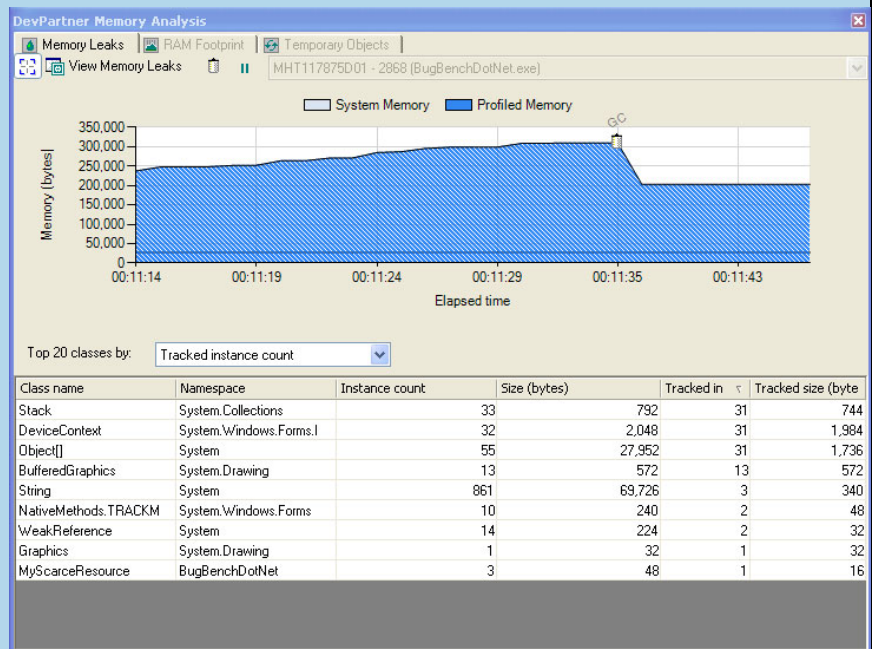 DevPartner Memory Analysis
Memory Leaks RAM Footprint Temporary Objects
View Memory Leaks MHT117875D01 - 2868 (BugBenchDotNet.exe)
System Memory Profiled Memory
GC
Memory (bytes)
350,000
300,000
250,000
200,000
150,000
100,000
50,000
0
00:11:14 00:11:19 00:11:24 00:11:29 00:11:35 00:11:43
Elapsed time
Top 20 classes by: Tracked instance count
Class name Namespace Instance count Size (bytes) Tracked in Tracked size (byte
Stack System.Collections 33 792 31 744
DeviceContext System.Windows.Forms.I 32 2,048 31 1,984
Object[] System 55 27,952 31 1,736
BufferedGraphics System.Drawing 13 572 13 572
String System 861 69,726 3 340
NativeMethods.TRACKM System.Windows.Forms 10 240 2 48
WeakReference System 14 224 2 32
Graphics System.Drawing 1 32 1 32
MyScarceResource BugBenchDotNet 3 48 1 16